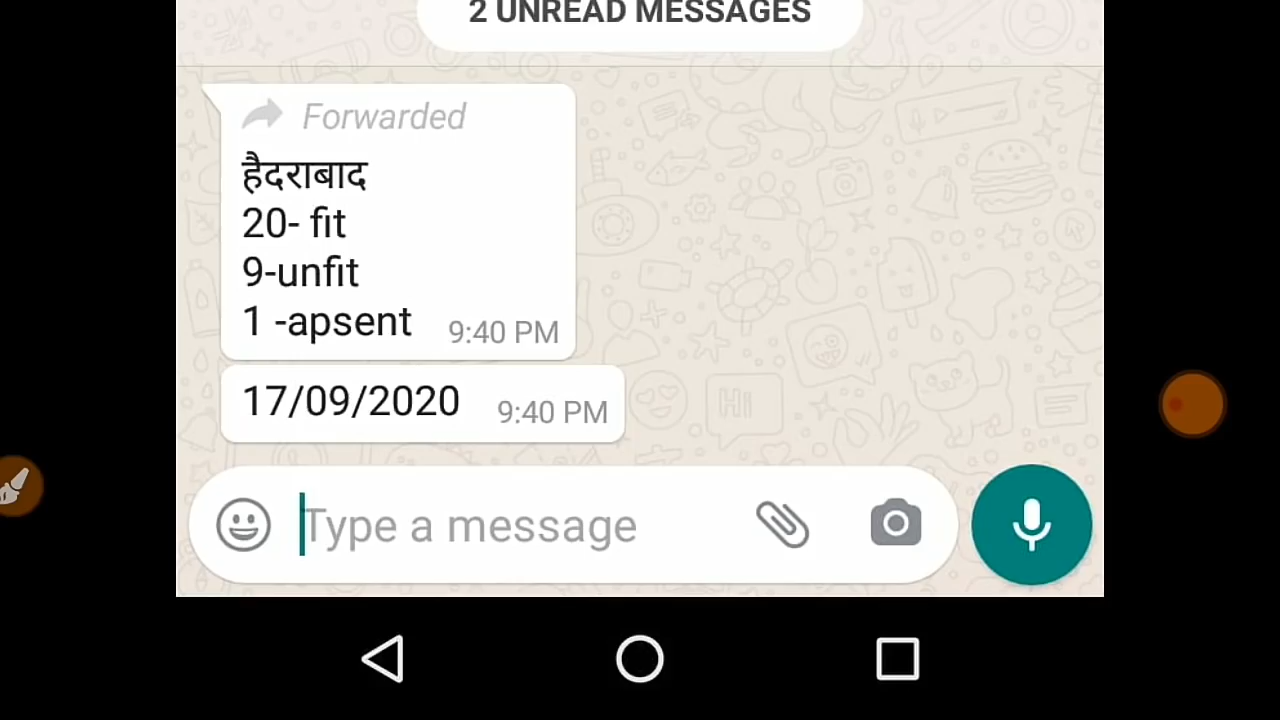 2 UNREAD MESSAGES
Forwarded
हैदराबाद
20- fit
9-unfit
1 -apsent
9:40 PM
17/09/2020
9:40 PM
Type a message
Hi